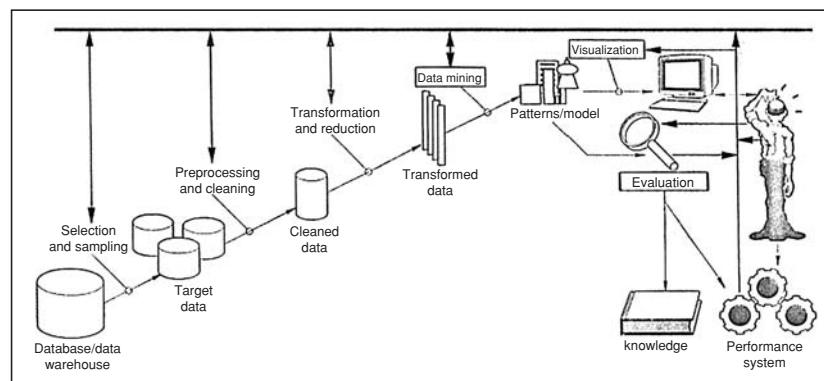 Visualization
Data mining
Patterns/model
Transformation
and reduction
Transformed
data
Preprocessing
and cleaning
Evaluation
Cleaned
data
Selection
and sampling
Target
data
Database/data
warehouse
knowledge
Performance
system